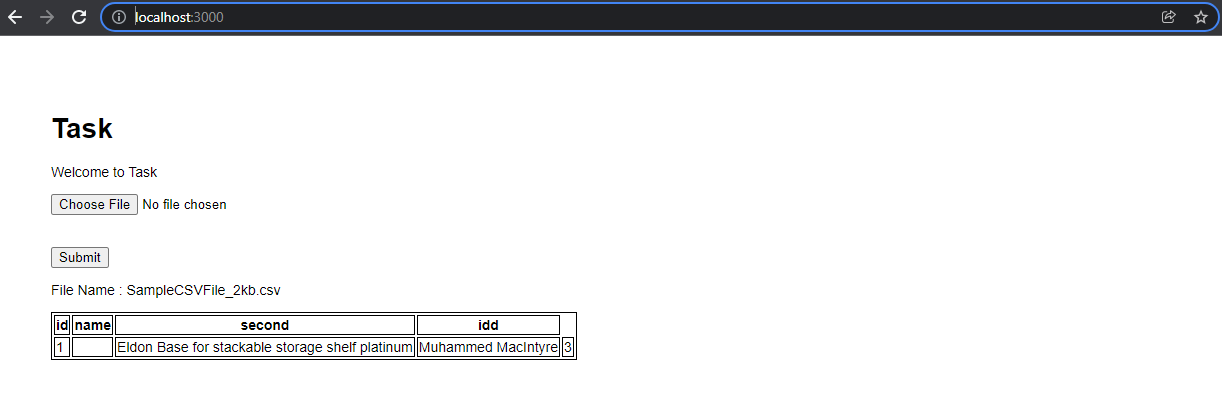 localhost:3000
Task
Welcome to Task
Choose File No file chosen
Submit
File Name : SampleCSVFile_2kb.csv
id name second idd
1 Eldon Base for stackable storage shelf platinum Muhammed MacIntyre 3